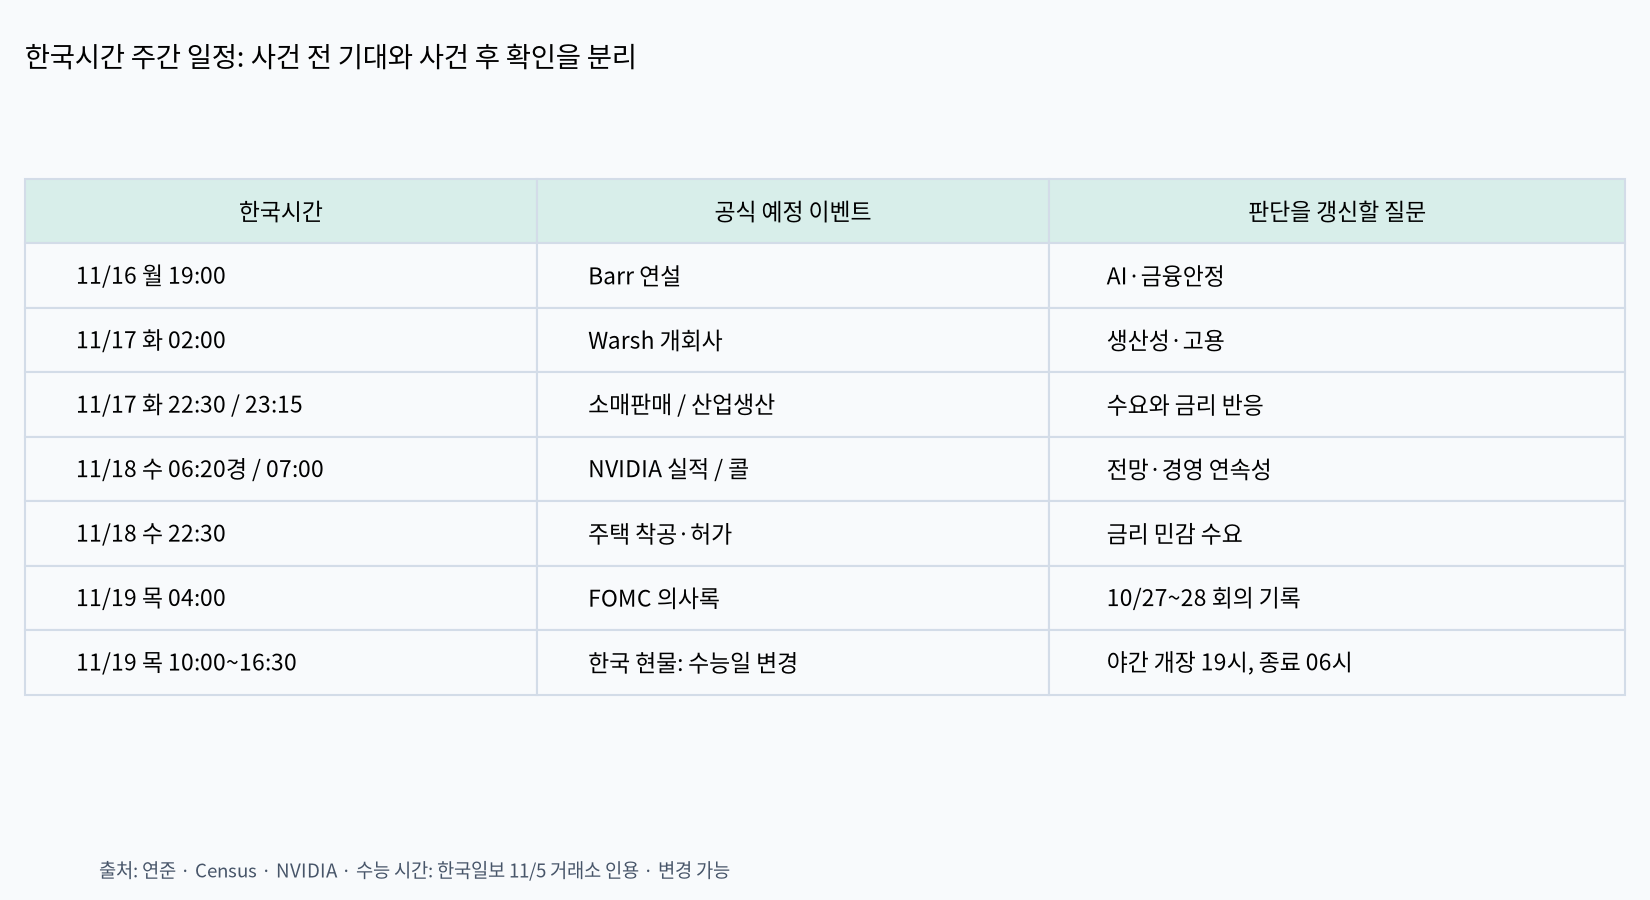 한국시간 주간 일정: 사건 전 기대와 사건 후 확인을 분리
한국시간 공식 예정 이벤트 판단을 갱신할 질문
11/16 월 19:00 Barr 연설 AI·금융안정
11/17 화 02:00 Warsh 개회사 생산성·고용
11/17 화 22:30 / 23:15 소매판매 / 산업생산 수요와 금리 반응
11/18 수 06:20경 / 07:00 NVIDIA 실적 / 콜 전망·경영 연속성
11/18 수 22:30 주택 착공·허가 금리 민감 수요
11/19 목 04:00 FOMC 의사록 10/27~28 회의 기록
11/19 목 10:00~16:30 한국 현물: 수능일 변경 야간 개장 19시, 종료 06시
출처: 연준 · Census · NVIDIA · 수능 시간: 한국일보 11/5 거래소 인용 · 변경 가능